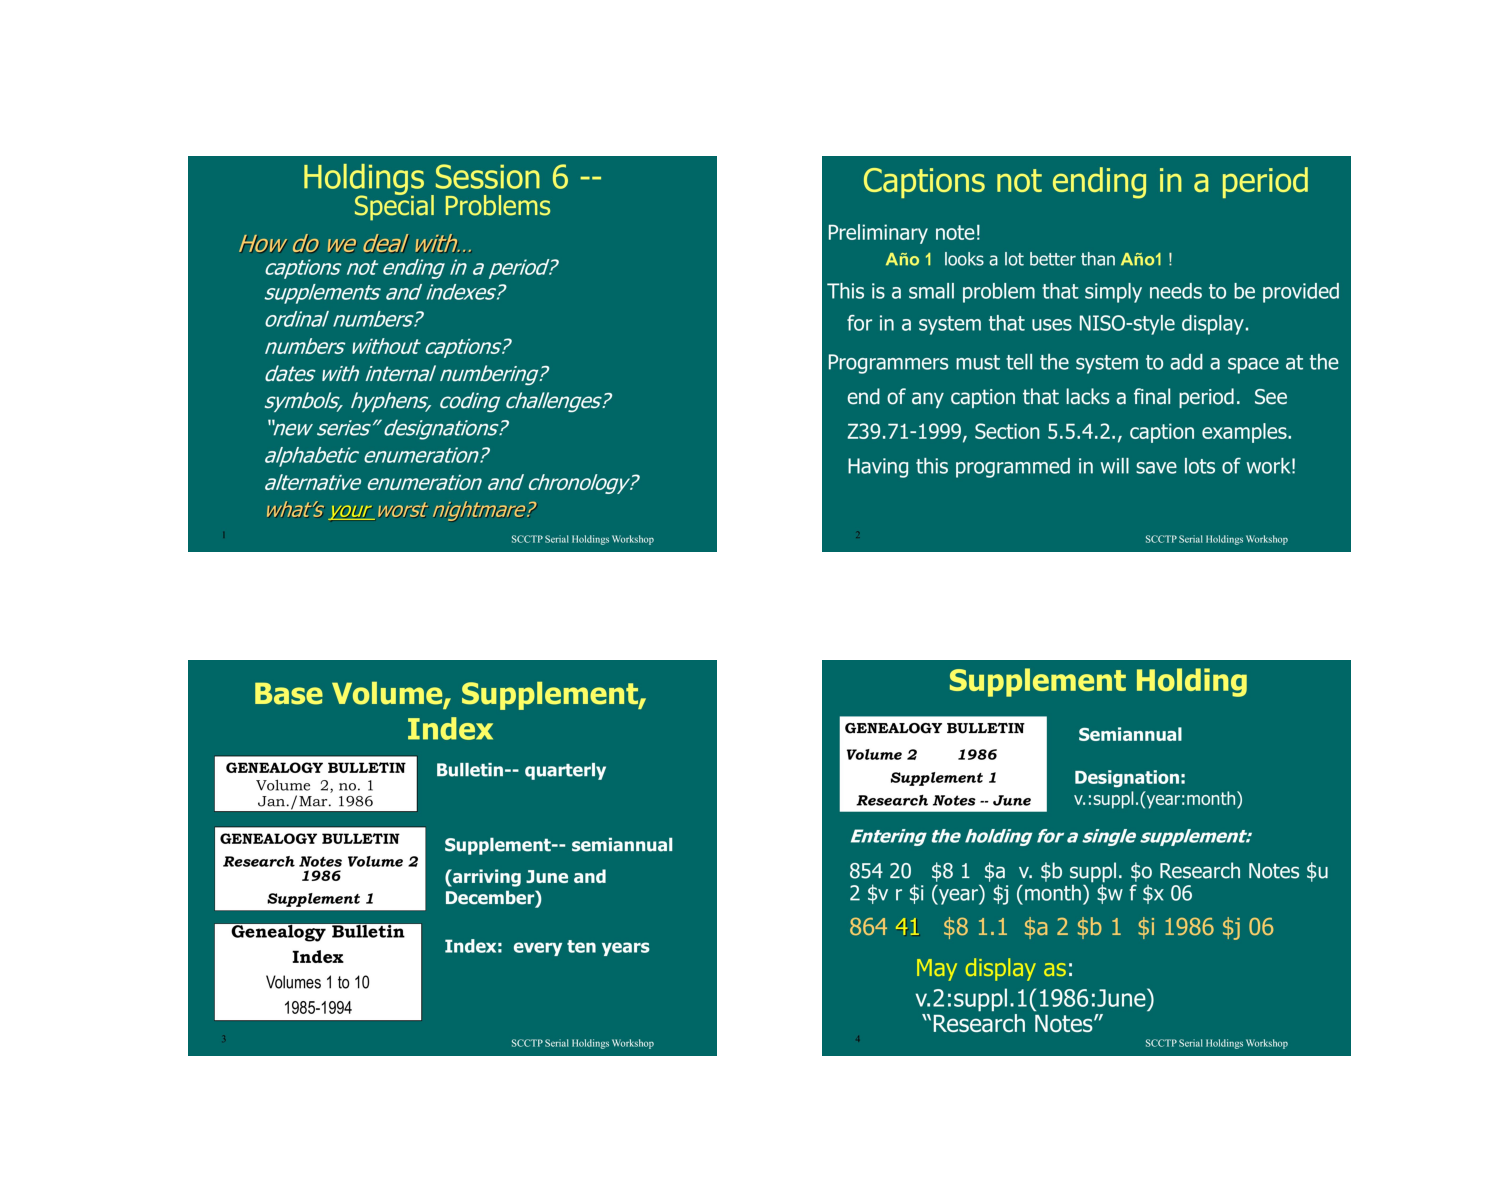 Holdings Session 6 --
Special Problems
How do we deal with…
captions not ending in a period?
supplements and indexes?
ordinal numbers?
numbers without captions?
dates with internal numbering?
symbols, hyphens, coding challenges?
“new series” designations?
alphabetic enumeration?
alternative enumeration and chronology?
what’s your worst nightmare?
1
SCCTP Serial Holdings Workshop
Captions not ending in a period
Preliminary note!
Año 1 looks a lot better than Año1 !
This is a small problem that simply needs to be provided
for in a system that uses NISO-style display.
Programmers must tell the system to add a space at the
end of any caption that lacks a final period. See
Z39.71-1999, Section 5.5.4.2., caption examples.
Having this programmed in will save lots of work!
2
SCCTP Serial Holdings Workshop
Base Volume, Supplement,
Index
GENEALOGY BULLETIN
Volume 2, no. 1
Jan./Mar. 1986
Bulletin-- quarterly
GENEALOGY BULLETIN
Research Notes Volume 2
1986
Supplement 1
Supplement-- semiannual
(arriving June and
December)
Genealogy Bulletin
Index
Volumes 1 to 10
1985-1994
Index: every ten years
3
SCCTP Serial Holdings Workshop
Supplement Holding
GENEALOGY BULLETIN
Volume 2 1986
Supplement 1
Research Notes -- June
Semiannual
Designation:
v.:suppl.(year:month)
Entering the holding for a single supplement:
854 20 $8 1 $a v. $b suppl. $o Research Notes $u
2 $v r $i (year) $j (month) $w f $x 06
864 41 $8 1.1 $a 2 $b 1 $i 1986 $j 06
May display as:
v.2:suppl.1(1986:June)
“Research Notes”
4
SCCTP Serial Holdings Workshop